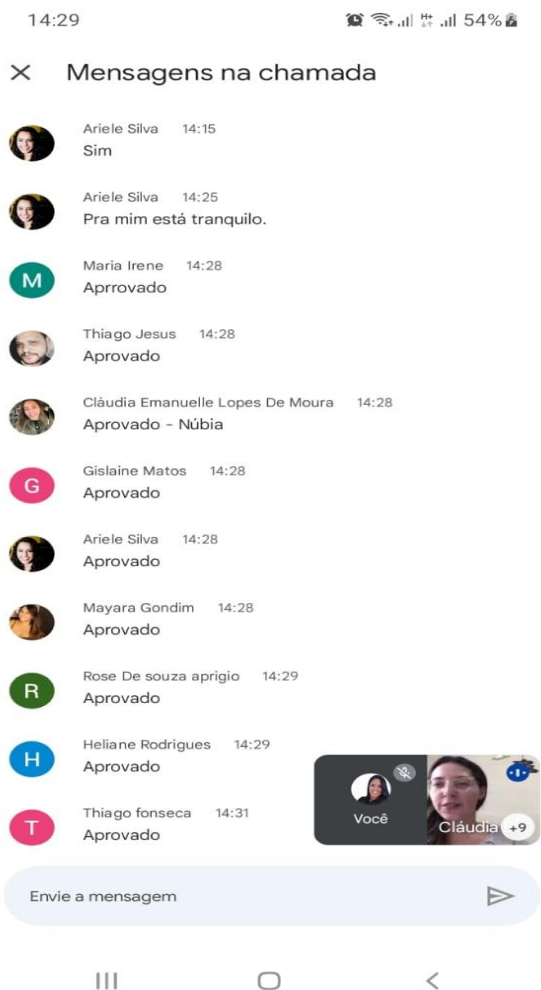 14:29 54%
Mensagens na chamada
Ariele Silva 14:15
Sim
Ariele Silva 14:25
Pra mim está tranquilo.
M
Maria Irene 14:28
Aprrovado
Thiago Jesus 14:28
Aprovado
Cláudia Emanuelle Lopes De Moura 14:28
Aprovado - Núbia
G
Gislaine Matos 14:28
Aprovado
Ariele Silva 14:28
Aprovado
Mayara Gondim 14:28
Aprovado
R
Rose De souza aprigio 14:29
Aprovado
H
Heliane Rodrigues 14:29
Aprovado
T
Thiago fonseca 14:31
Aprovado
Você
Cláudia +9
Envie a mensagem